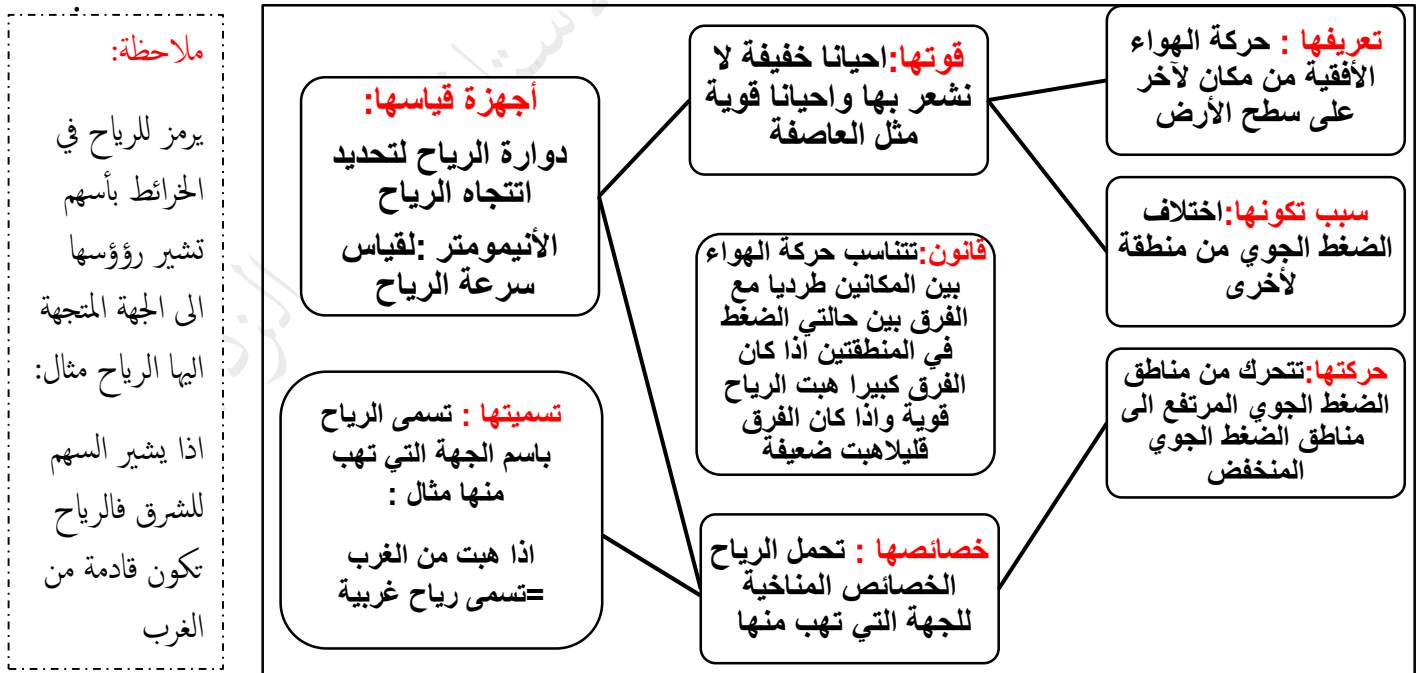 تعريفها : حركة الهواء
الأفقية من مكان لآخر
على سطح الأرض
سبب تكونها:اختلاف
الضغط الجوي من منطقة
لأخرى
حركتها:تتحرك من مناطق
الضغط الجوي المرتفع الى
مناطق الضغط الجوي
المنخفض
قوتها:احيانا خفيفة لا
نشعر بها واحيانا قوية
مثل العاصفة
قانون:تتناسب حركة الهواء
بين المكانين طرديا مع
الفرق بين حالتي الضغط
في المنطقتين اذا كان
الفرق كبيرا هبت الرياح
قوية واذا كان الفرق
قليلاهبت ضعيفة
خصائصها : تحمل الرياح
الخصائص المناخية
للجهة التي تهب منها
أجهزة قياسها:
دوارة الرياح لتحديد
اتتجاه الرياح
الأنيمومتر :لقياس
سرعة الرياح
تسميتها : تسمى الرياح
باسم الجهة التي تهب
منها مثال :
اذا هبت من الغرب
=تسمى رياح غربية
ملاحظة:
يرمز للرياح في
الخرائط بأسهم
تشير رؤؤسها
الى الجهة المتجهة
اليها الرياح مثال:
اذا يشير السهم
للشرق فالرياح
تكون قادمة من
الغرب